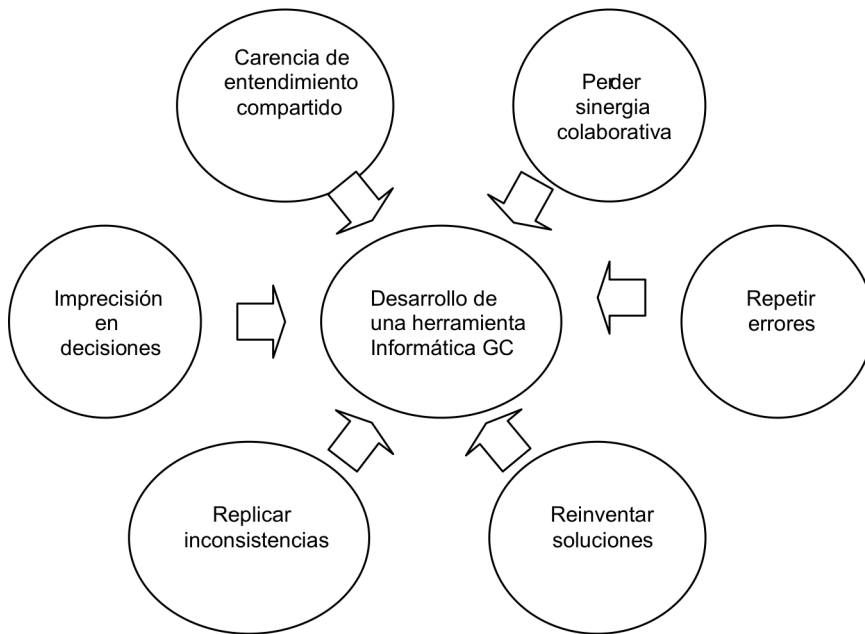 Carencia de
entendimiento
compartido
Perder
sinergia
colaborativa
Imprecisión
en
decisiones
Desarrollo de
una herramienta
Informática GC
Repetir
errores
Replicar
inconsistencias
Reinventar
soluciones